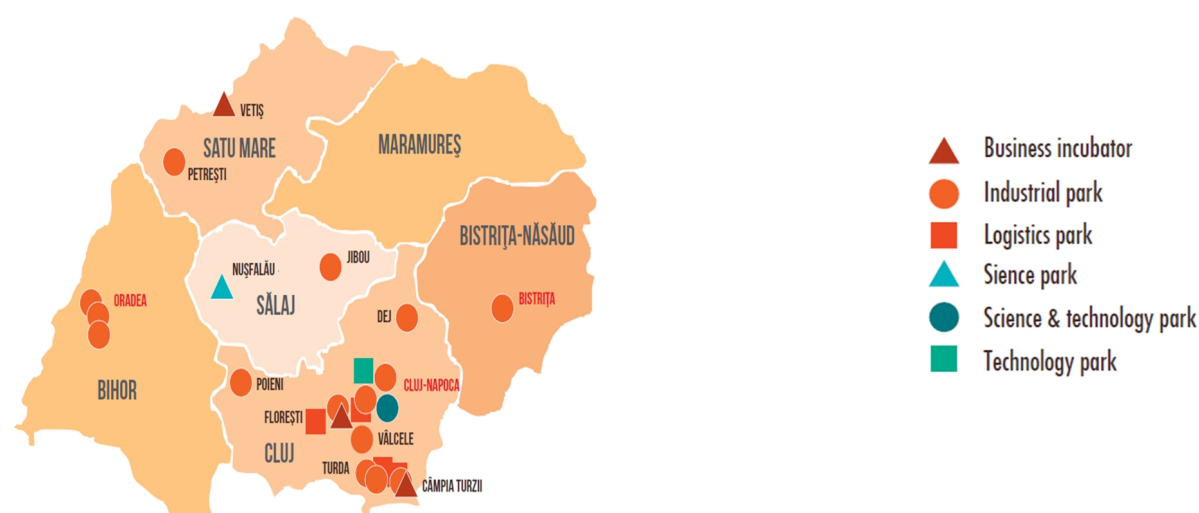 VETIȘ
SATU MARE
MARAMUREȘ
PETREȘTI
BISTRIȚA-NĂSĂUD
NUȘFALĂU
JIBOU
SĂLAJ
ORADEA
BISTRIȚA
DEJ
BIHOR
POIENI
CLUJ-NAPOCA
FLOREȘTI
VÂLCELE
CLUJ
TURDA
CÂMPIA TURZII
Business incubator
Industrial park
Logistics park
Sience park
Science & technology park
Technology park